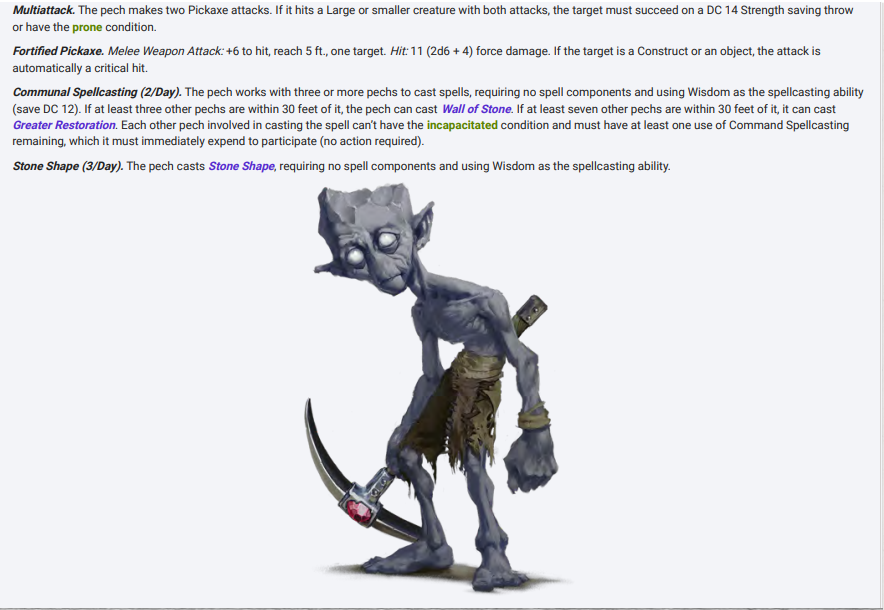 Multiattack. The pech makes two Pickaxe attacks. If it hits a Large or smaller creature with both attacks, the target must succeed on a DC 14 Strength saving throw
or have the prone condition.
Fortified Pickaxe. Melee Weapon Attack: +6 to hit, reach 5 ft., one target. Hit: 11 (2d6 + 4) force damage. If the target is a Construct or an object, the attack is
automatically a critical hit.
Communal Spellcasting (2/Day). The pech works with three or more pechs to cast spells, requiring no spell components and using Wisdom as the spellcasting ability
(save DC 12). If at least three other pechs are within 30 feet of it, the pech can cast Wall of Stone. If at least seven other pechs are within 30 feet of it, it can cast
Greater Restoration. Each other pech involved in casting the spell can't have the incapacitated condition and must have at least one use of Command Spellcasting
remaining, which it must immediately expend to participate (no action required).
Stone Shape (3/Day). The pech casts Stone Shape, requiring no spell components and using Wisdom as the spellcasting ability.